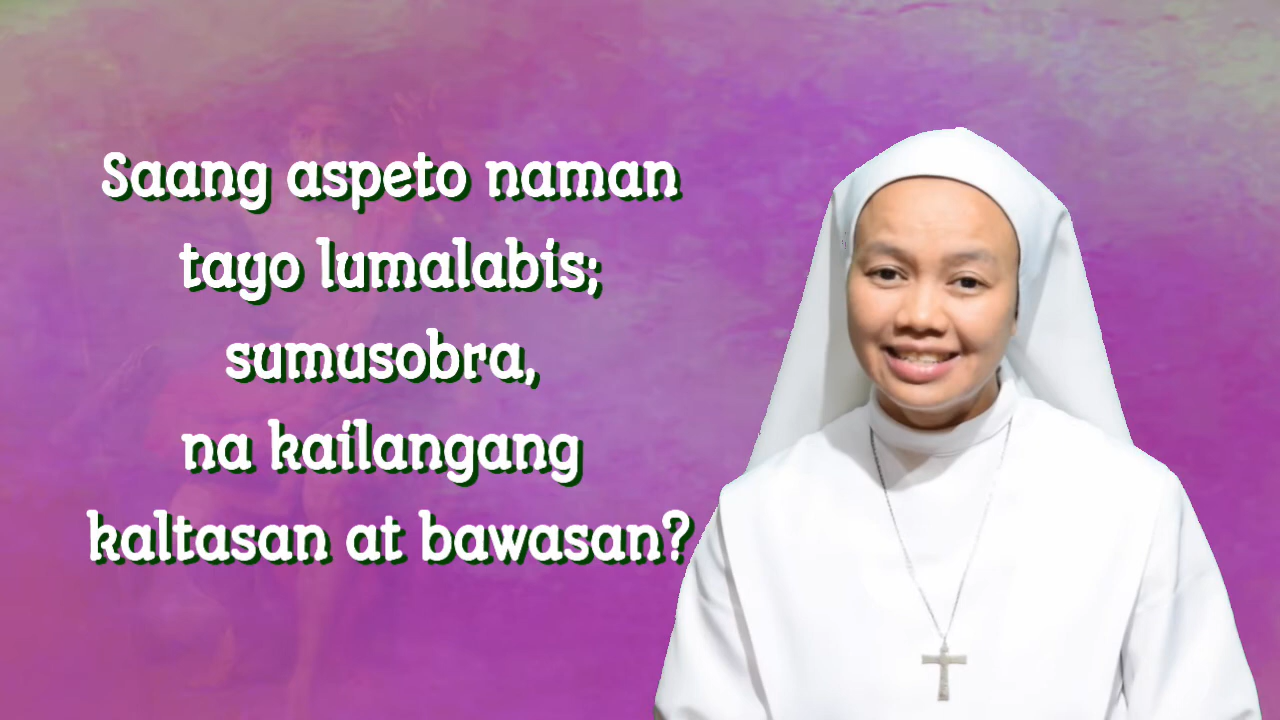 Saang aspeto naman
tayo lumalabis;
sumusobra,
na kailangang
kaltasan at bawasan?